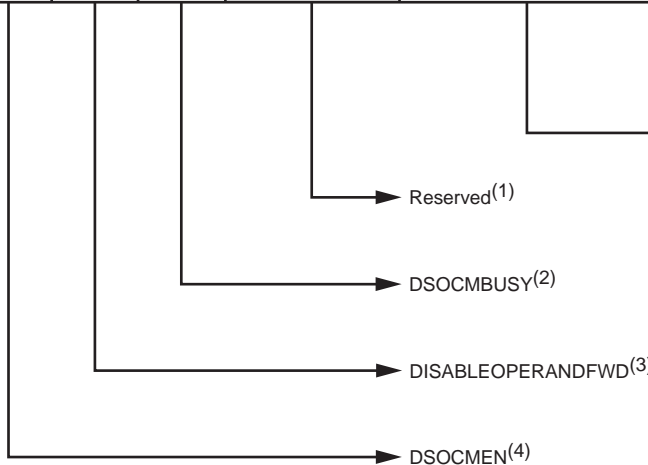 Reserved(1)
DSOCMBUSY(2)
DISABLEOPERANDFWD(3)
DSOCMEN(4)